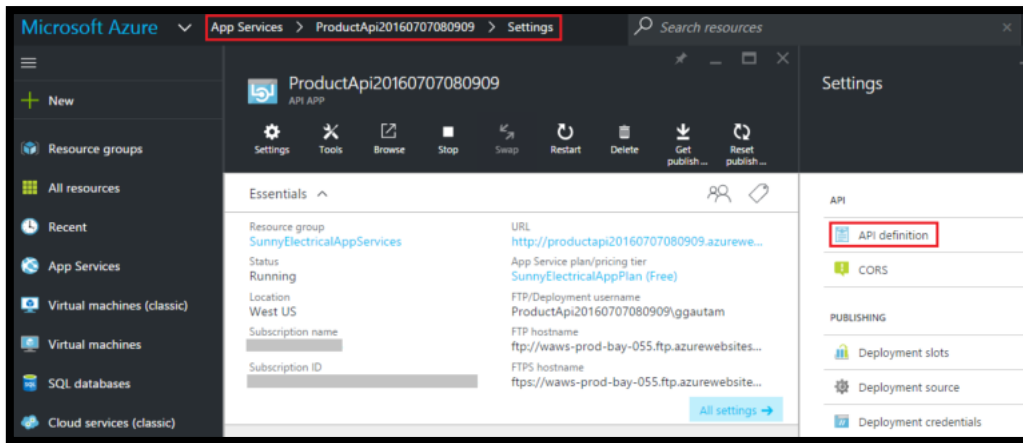 Microsoft Azure App Services > ProductApi20160707080909 > Settings Search resources
New
Resource groups
All resources
Recent
App Services
Virtual machines (classic)
Virtual machines
SQL databases
Cloud services (classic)
ProductApi20160707080909
API APP
Settings Tools Browse Stop Swap Restart Delete Get publish... Reset publish...
Essentials
Resource group
SunnyElectricalAppServices
Status
Running
Location
West US
Subscription name
Subscription ID
URL
http://productapi20160707080909.azurewe...
App Service plan/pricing tier
SunnyElectricalAppPlan (Free)
FTP/Deployment username
ProductApi20160707080909\ggautam
FTP hostname
ftp://waws-prod-bay-055.ftp.azurewebsites...
FTPS hostname
ftps://waws-prod-bay-055.ftp.azurewebsite...
All settings →
Settings
API
API definition
CORS
PUBLISHING
Deployment slots
Deployment source
Deployment credentials